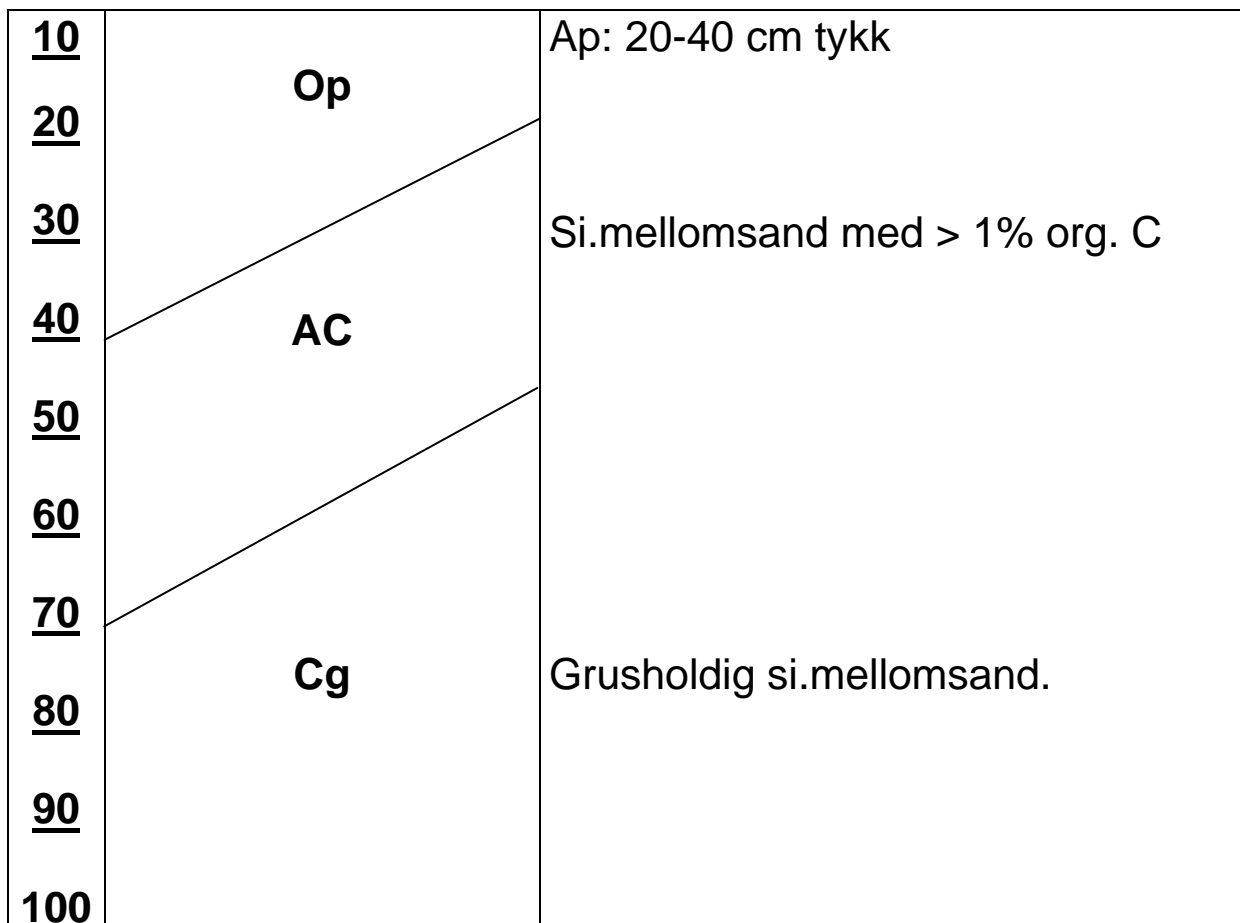 10
Ap: 20-40 cm tykk
Op
20
30
Si.mellomsand med > 1% org. C
40
AC
50
60
70
Cg
Grusholdig si.mellomsand.
80
90
100